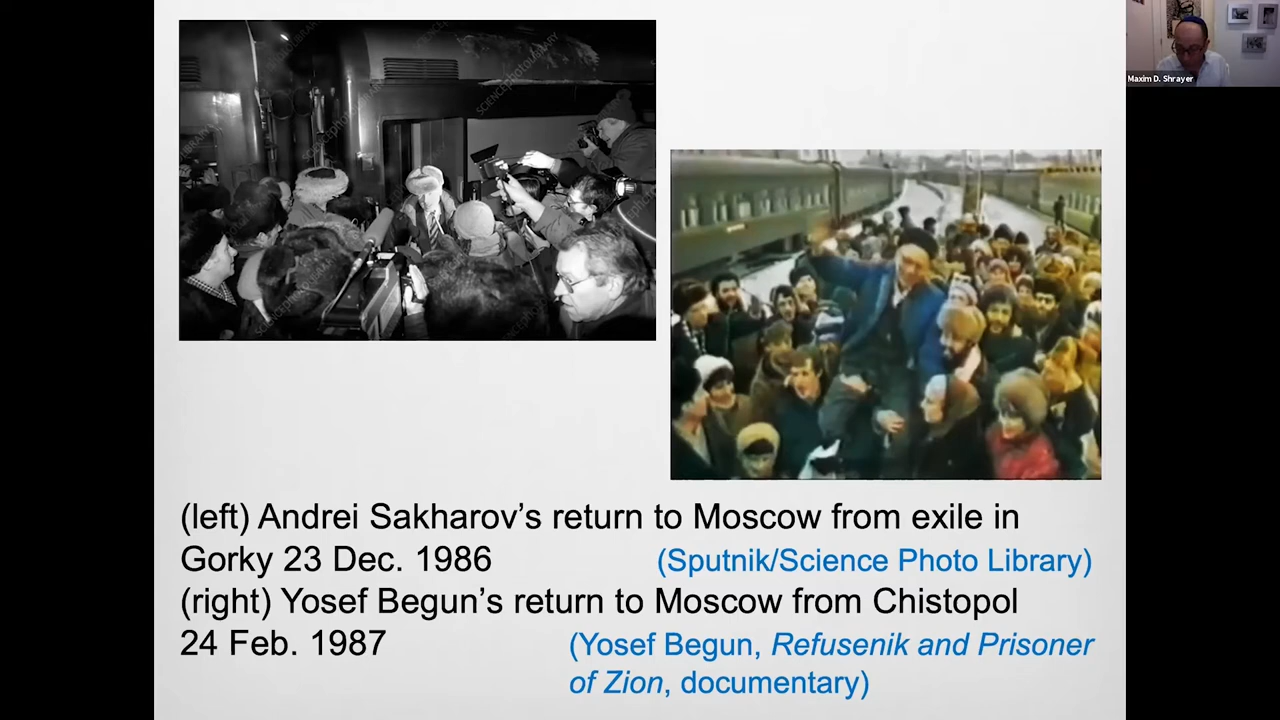 SCIENCEphotoLIBRARY
Maxim D. Shrayer
(left) Andrei Sakharov’s return to Moscow from exile in
Gorky 23 Dec. 1986 (Sputnik/Science Photo Library)
(right) Yosef Begun’s return to Moscow from Chistopol
24 Feb. 1987 (Yosef Begun, Refusenik and Prisoner
of Zion, documentary)